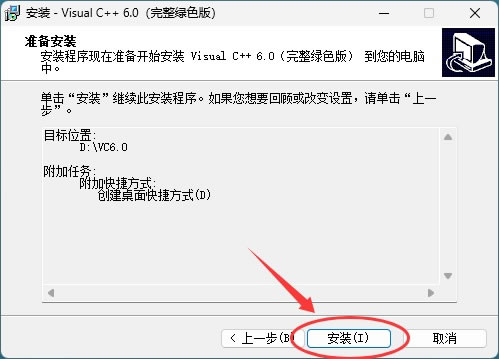 安装 - Visual C++ 6.0（完整绿色版）
准备安装
安装程序现在准备开始安装 Visual C++ 6.0（完整绿色版） 到您的电脑
中。
单击“安装”继续此安装程序。如果您想要回顾或改变设置，请单击“上一
步”。
目标位置:
D:\VC6.0
附加任务:
附加快捷方式:
创建桌面快捷方式(D)
< 上一步(B 安装(I) 取消